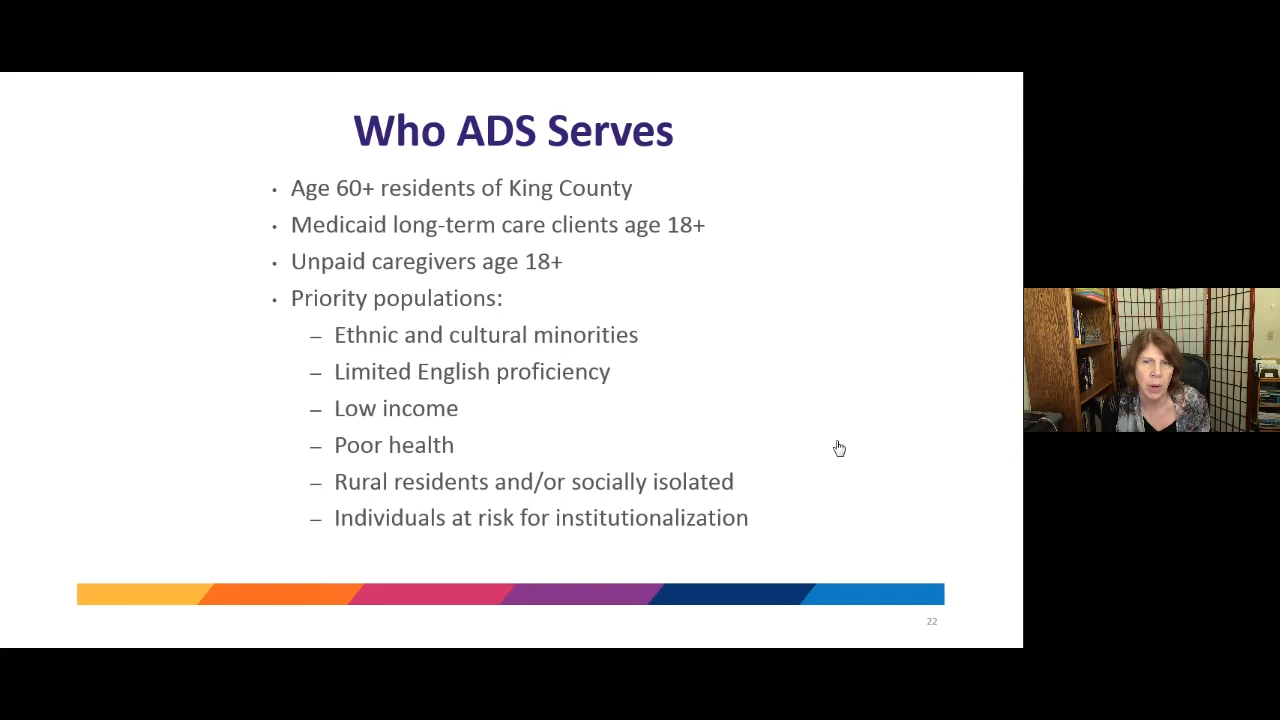 Who ADS Serves
• Age 60+ residents of King County
• Medicaid long-term care clients age 18+
• Unpaid caregivers age 18+
• Priority populations:
– Ethnic and cultural minorities
– Limited English proficiency
– Low income
– Poor health
– Rural residents and/or socially isolated
– Individuals at risk for institutionalization
22